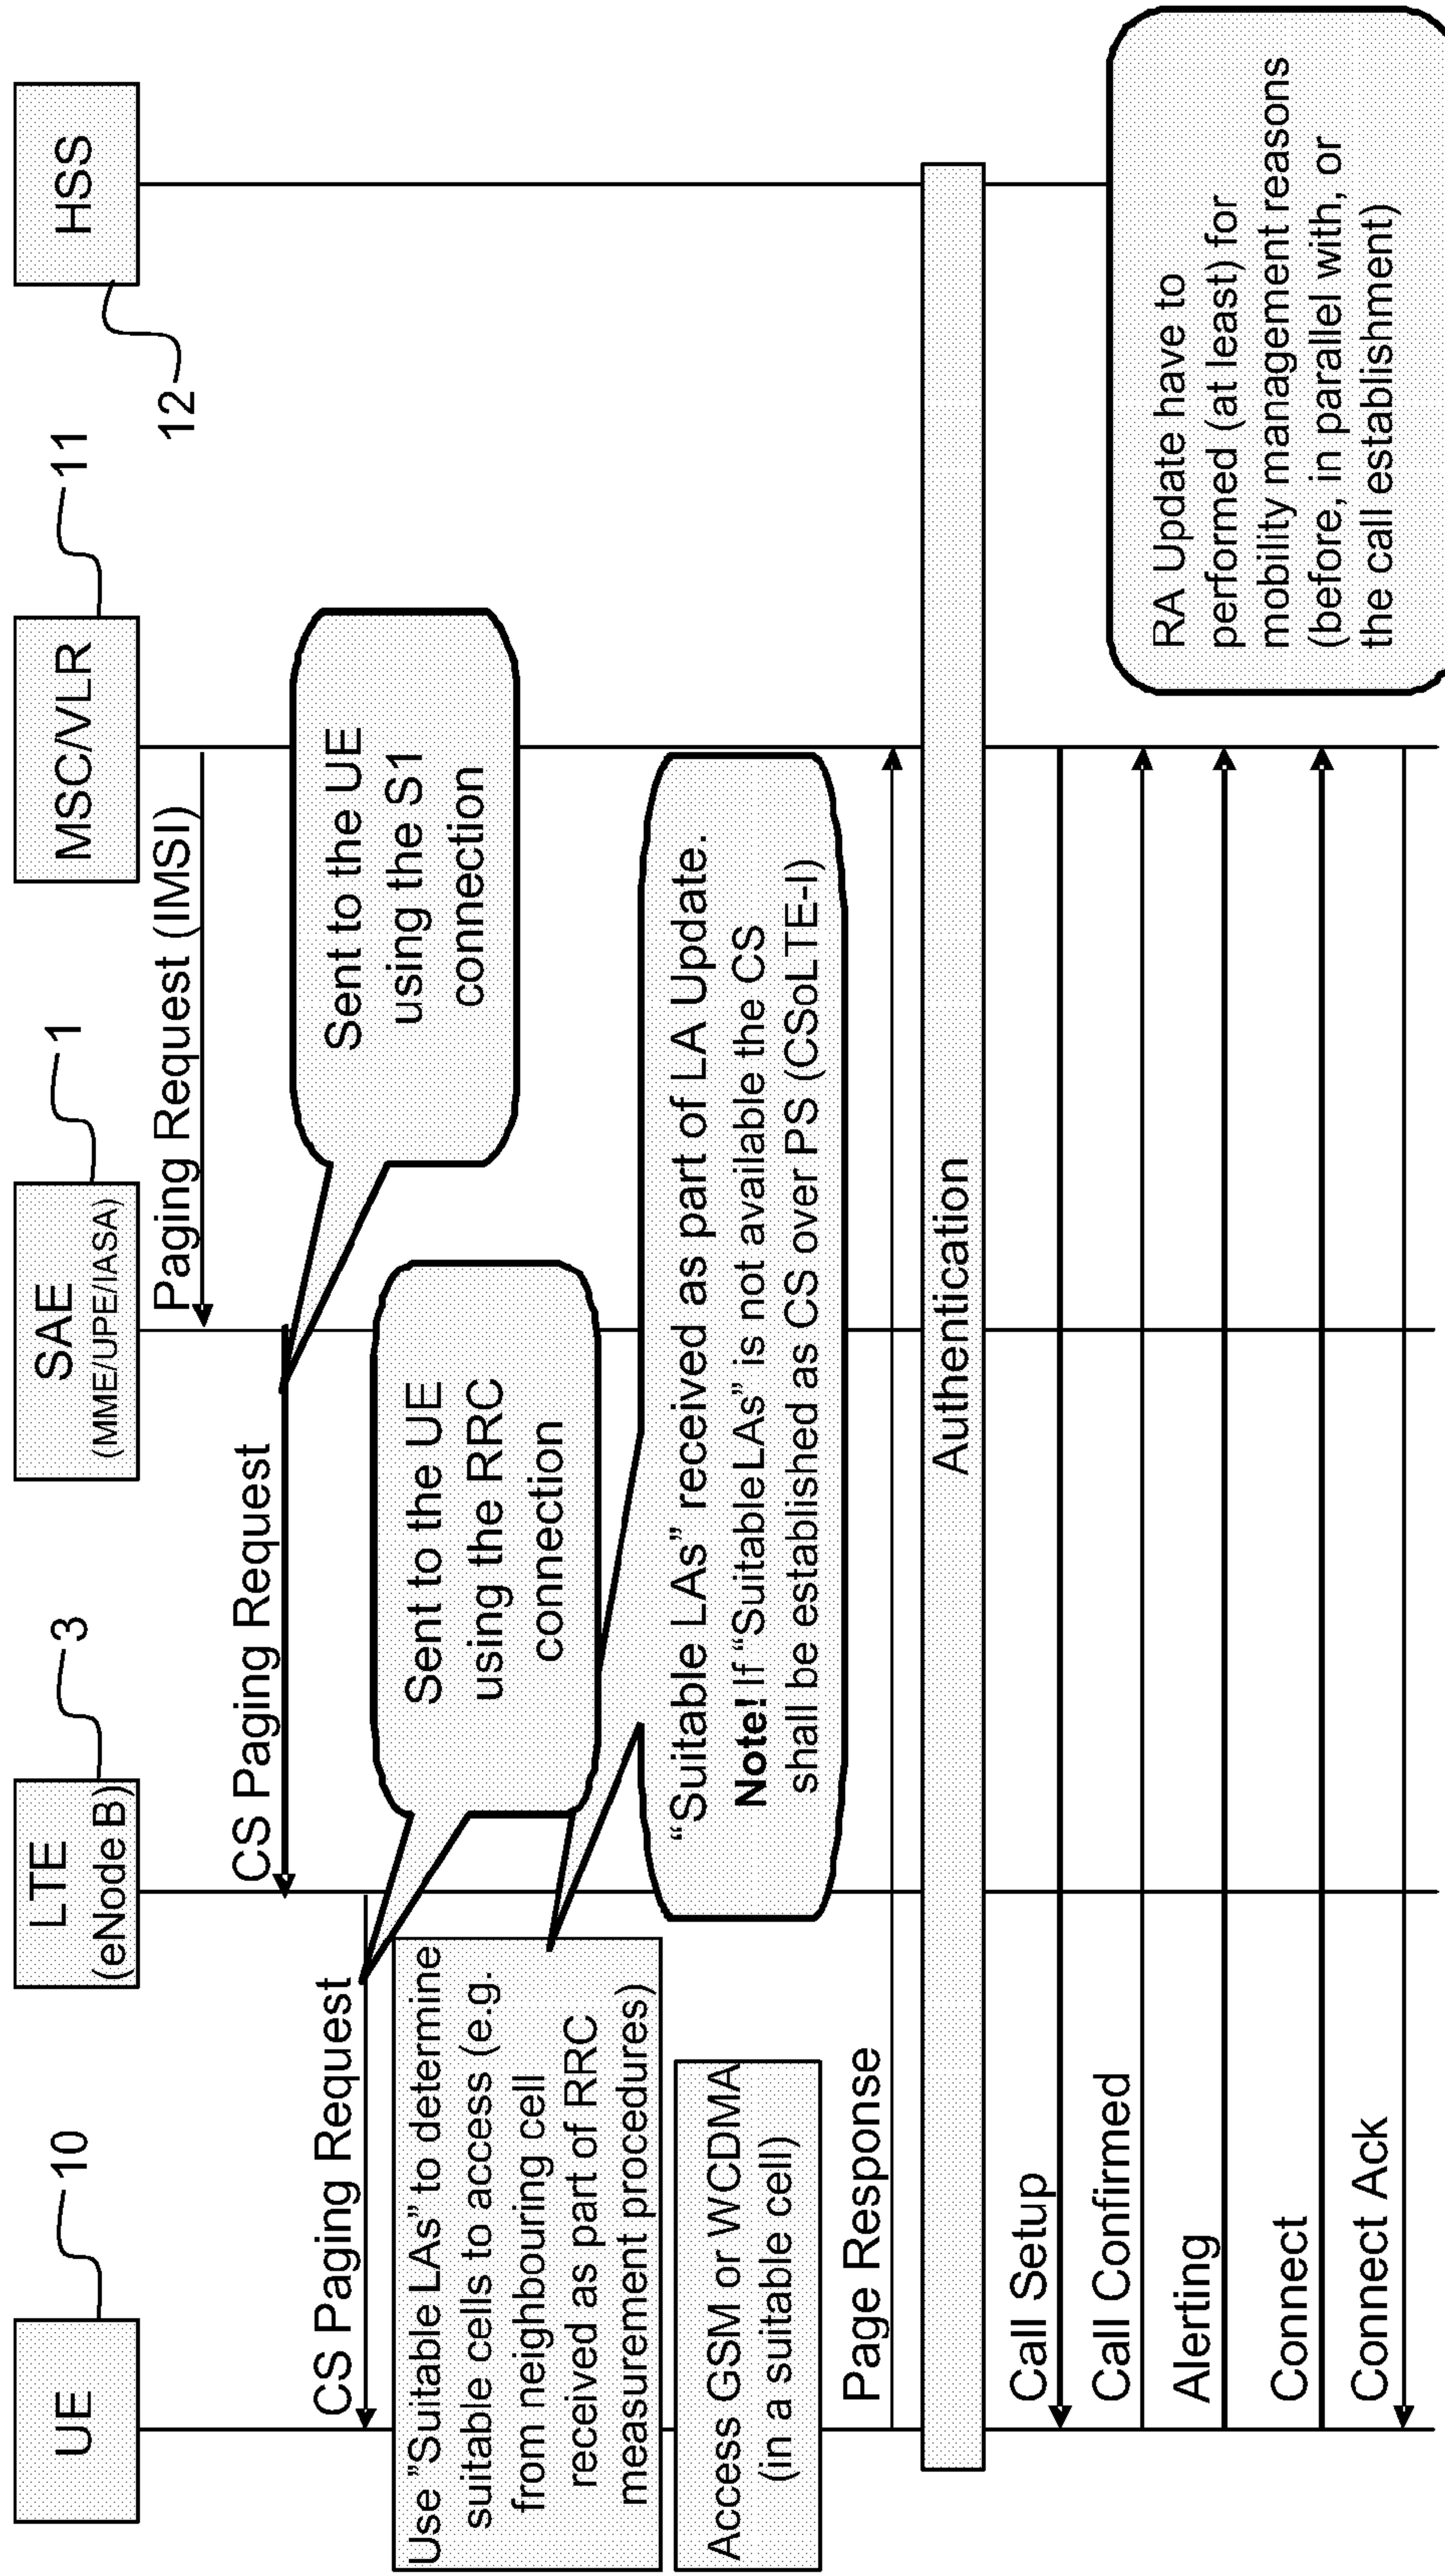 UE
10
LTE
(eNode B)
3
SAE
(MME/UPE/IASA)
1
MSC/VLR
11
HSS
12
Paging Request (IMSI)
CS Paging Request
Sent to the UE
using the S1
connection
CS Paging Request
Sent to the UE
using the RRC
connection
Use ”Suitable LAs” to determine
suitable cells to access (e.g.
from neighbouring cell
received as part of RRC
measurement procedures)
“Suitable LAs” received as part of LA Update.
Note! If “SuitableLAs” is not available the CS
shall be established as CS over PS (CSoLTE-I)
Access GSM or WCDMA
(in a suitable cell)
Page Response
Authentication
Call Setup
Call Confirmed
Alerting
Connect
Connect Ack
RA Update have to
performed (at least) for
mobility management reasons
(before, in parallel with, or
the call establishment)